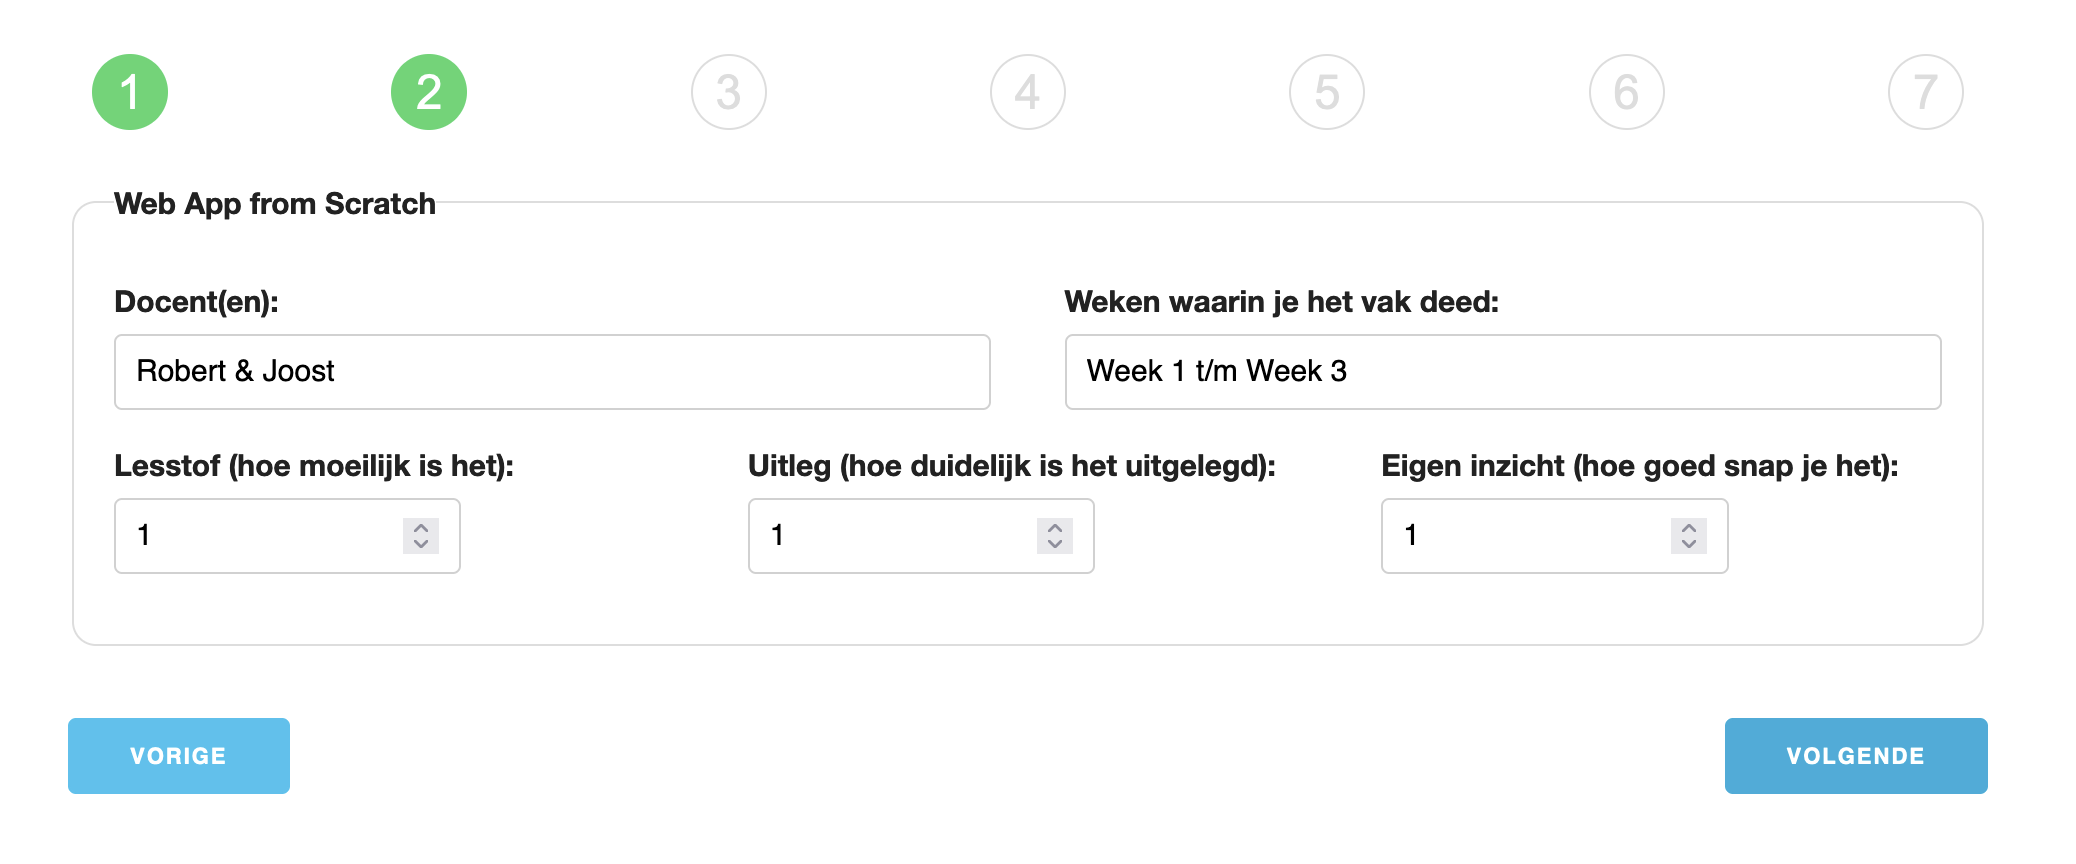 1 2 3 4 5 6 7
Web App from Scratch
Docent(en): Weken waarin je het vak deed:
Robert & Joost Week 1 t/m Week 3
Lesstof (hoe moeilijk is het): Uitleg (hoe duidelijk is het uitgelegd): Eigen inzicht (hoe goed snap je het):
1 1 1
VORIGE VOLGENDE